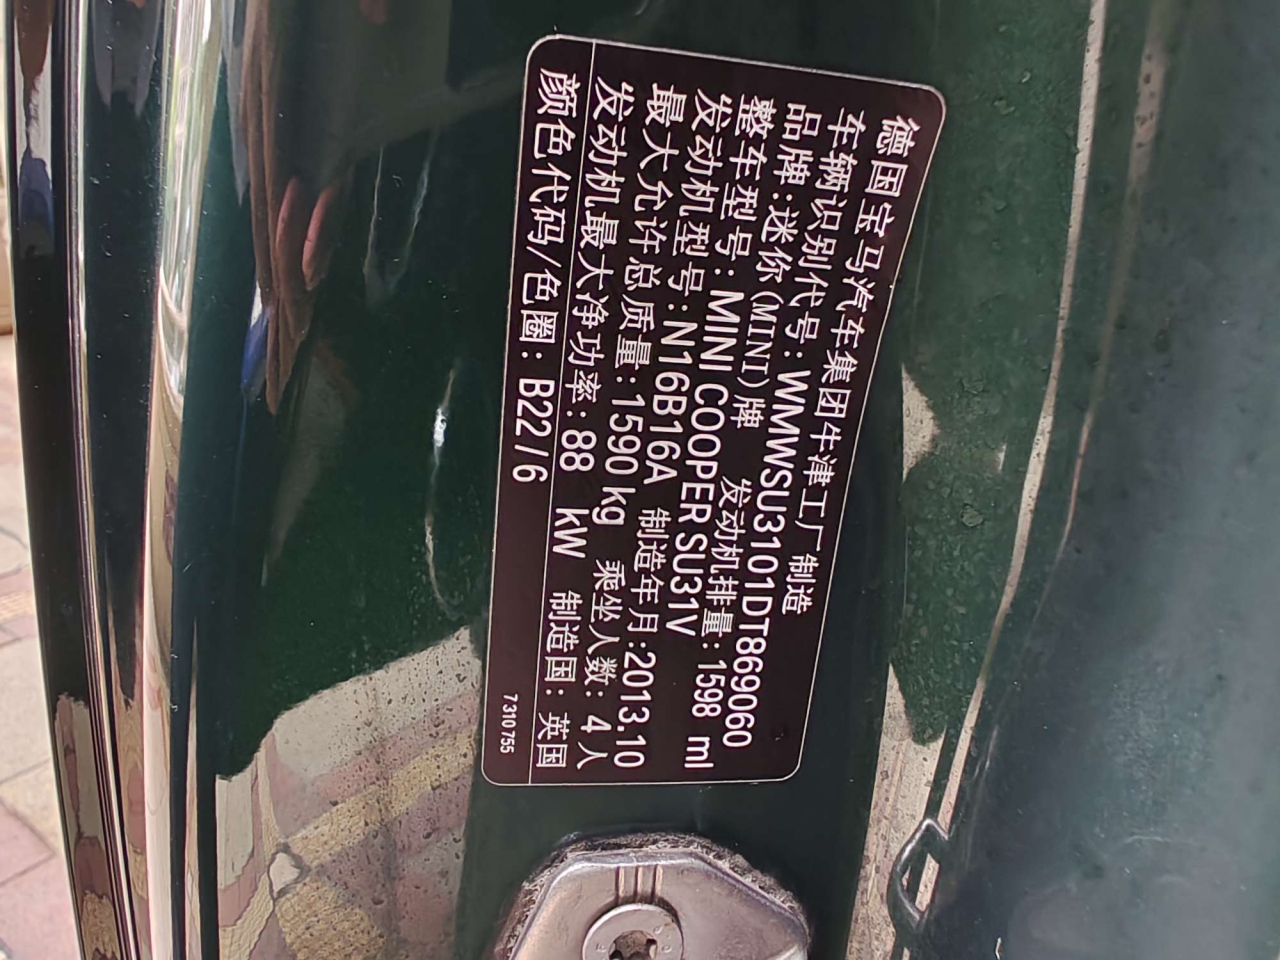 德国宝马汽车集团牛津工厂制造
车辆识别代号:WMWSU3101DT869060
品牌:迷你(MINI)牌 发动机排量:1598 ml
整车型号:MINI COOPER SU31V
发动机型号:N16B16A 制造年月:2013.10
最大允许总质量:1590kg 乘坐人数: 4人
发动机最大净功率:88 kW 制造国: 英国
颜色代码/色圈: B22/6
7310755